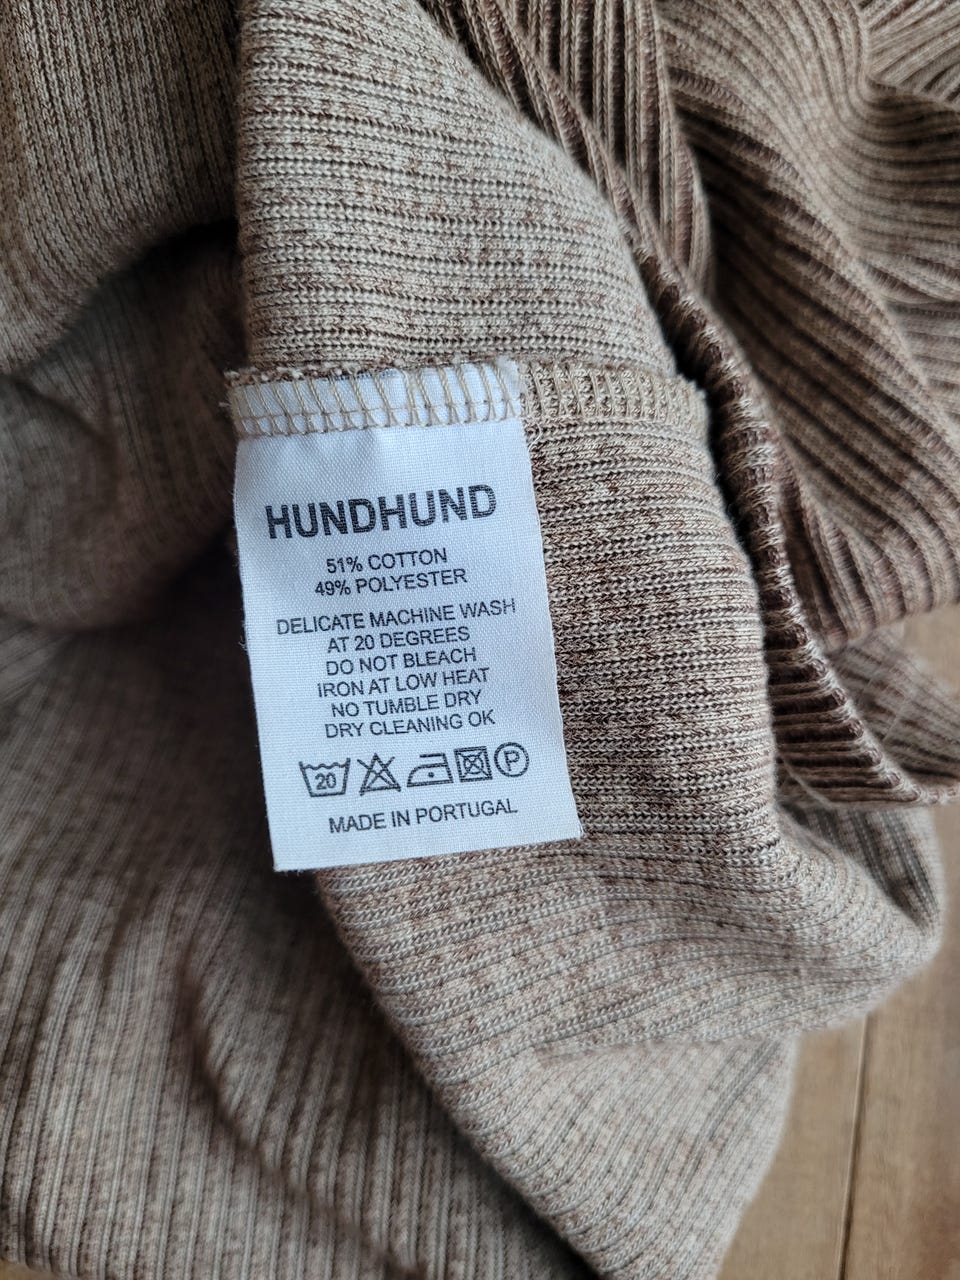 HUNDHUND
51% COTTON
49% POLYESTER
DELICATE MACHINE WASH
AT 20 DEGREES
DO NOT BLEACH
IRON AT LOW HEAT
NO TUMBLE DRY
DRY CLEANING OK
20 P
MADE IN PORTUGAL